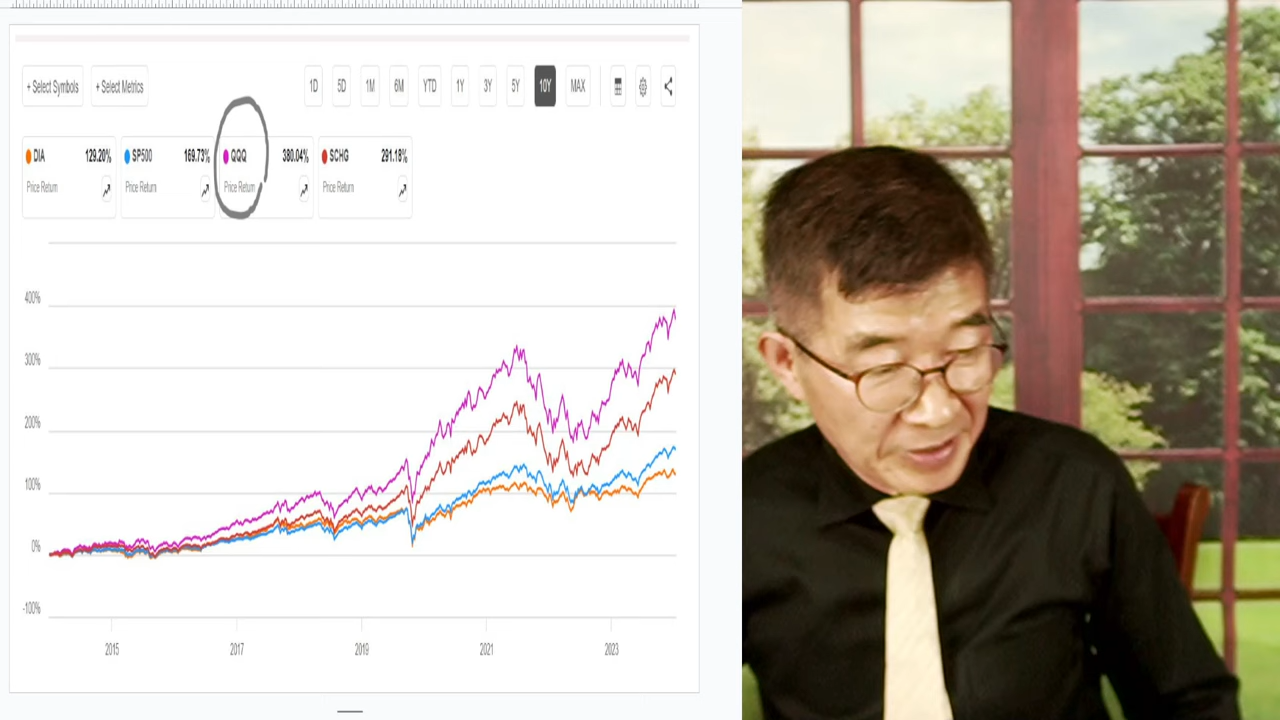 + Select Symbols + Select Metrics 1D 5D 1M 6M YTD 1Y 3Y 5Y 10Y MAX
DIA 129.20% SP500 169.73% QQQ 380.04% SCHG 291.18%
Price Return Price Return Price Return Price Return
400%
300%
200%
100%
0%
-100%
2015 2017 2019 2021 2023